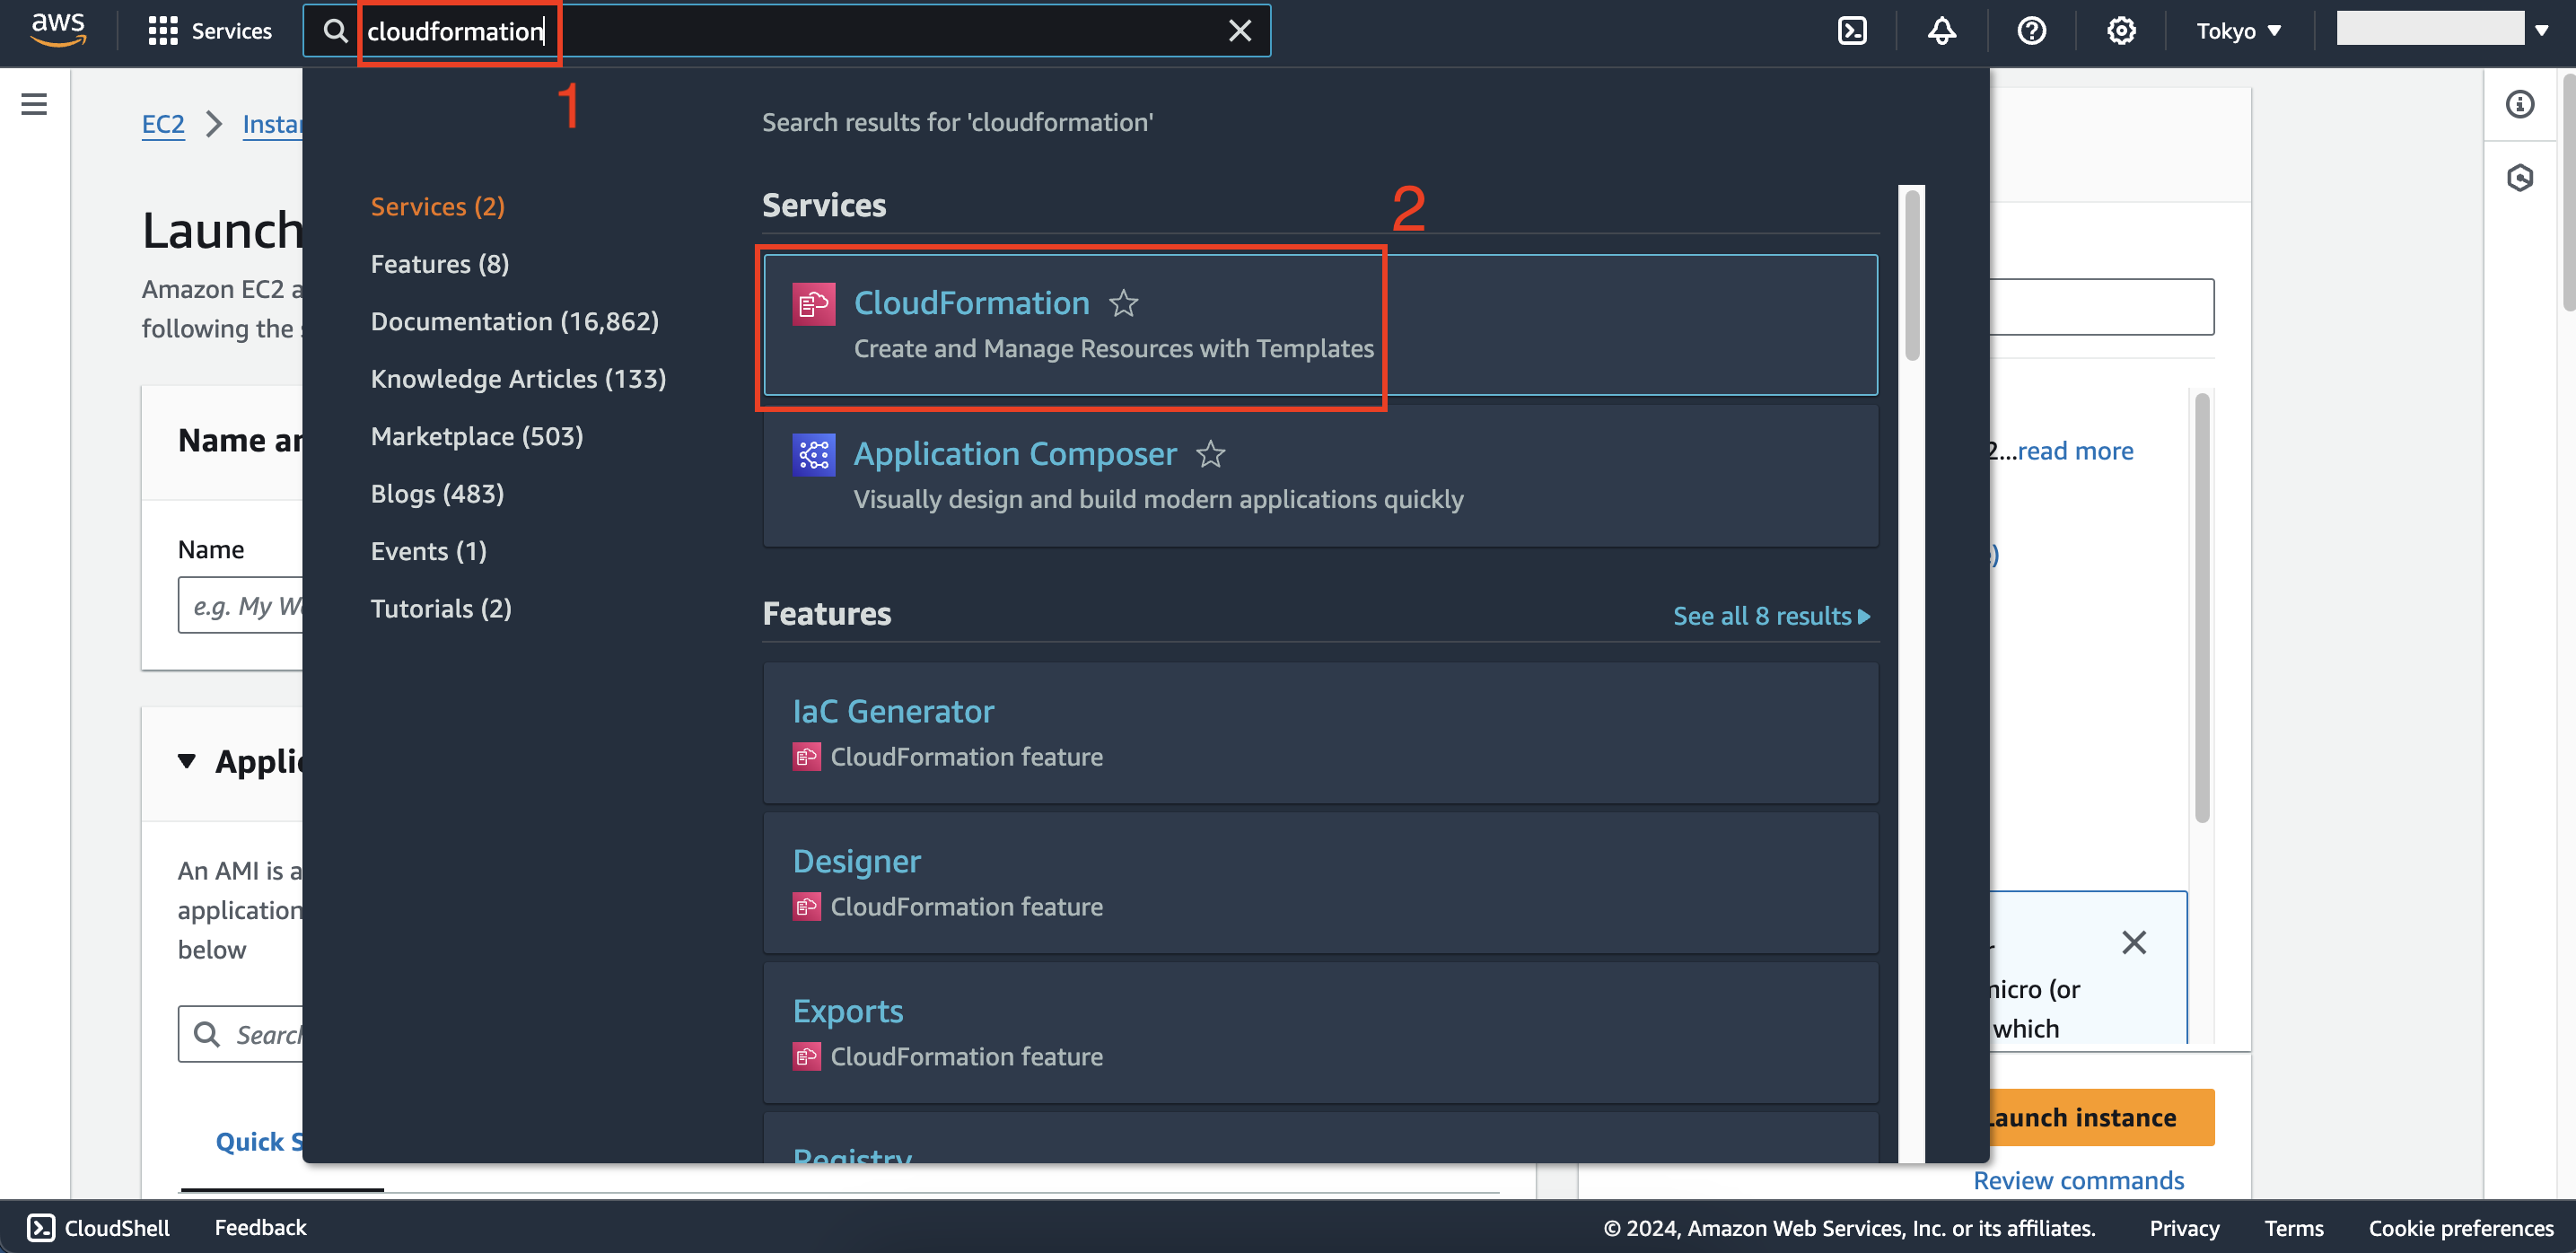 aws
Services
cloudformation
Tokyo
1
EC2
Search results for 'cloudformation'
Services (2)
Features (8)
Documentation (16,862)
Knowledge Articles (133)
Marketplace (503)
Blogs (483)
Events (1)
Tutorials (2)
Services
2
CloudFormation
Create and Manage Resources with Templates
Application Composer
Visually design and build modern applications quickly
Features
See all 8 results
IaC Generator
CloudFormation feature
Designer
CloudFormation feature
Exports
CloudFormation feature
Registry
Launch
Amazon EC2 a
following the
Name
Name
e.g. My
An AMI is a
application
below
Search
Quick
2...read more
(or
which
Launch instance
Review commands
CloudShell
Feedback
© 2024, Amazon Web Services, Inc. or its affiliates.
Privacy
Terms
Cookie preferences